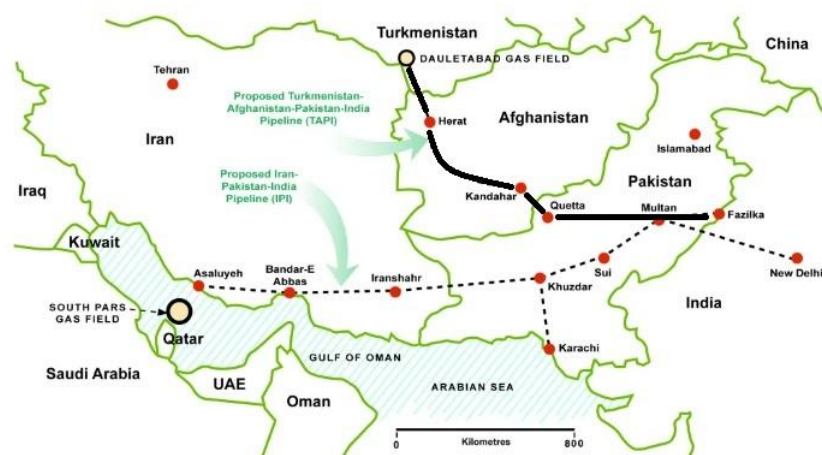 Turkmenistan
DAULETABAD GAS FIELD
China
Tehran
Proposed Turkmenistan-
Afghanistan-Pakistan-India
Pipeline (TAPI)
Herat
Afghanistan
Iran
Islamabad
Proposed Iran-
Pakistan-India
Pipeline (IPI)
Iraq
Kandahar
Pakistan
Quetta
Multan
Fazilka
Kuwait
Asaluyeh
Bandar-E
Abbas
Iranshahr
Khuzdar
Sui
New Delhi
SOUTH PARS
GAS FIELD
Qatar
India
Karachi
GULF OF OMAN
Saudi Arabia
UAE
ARABIAN SEA
Oman
0
Kilometres
800